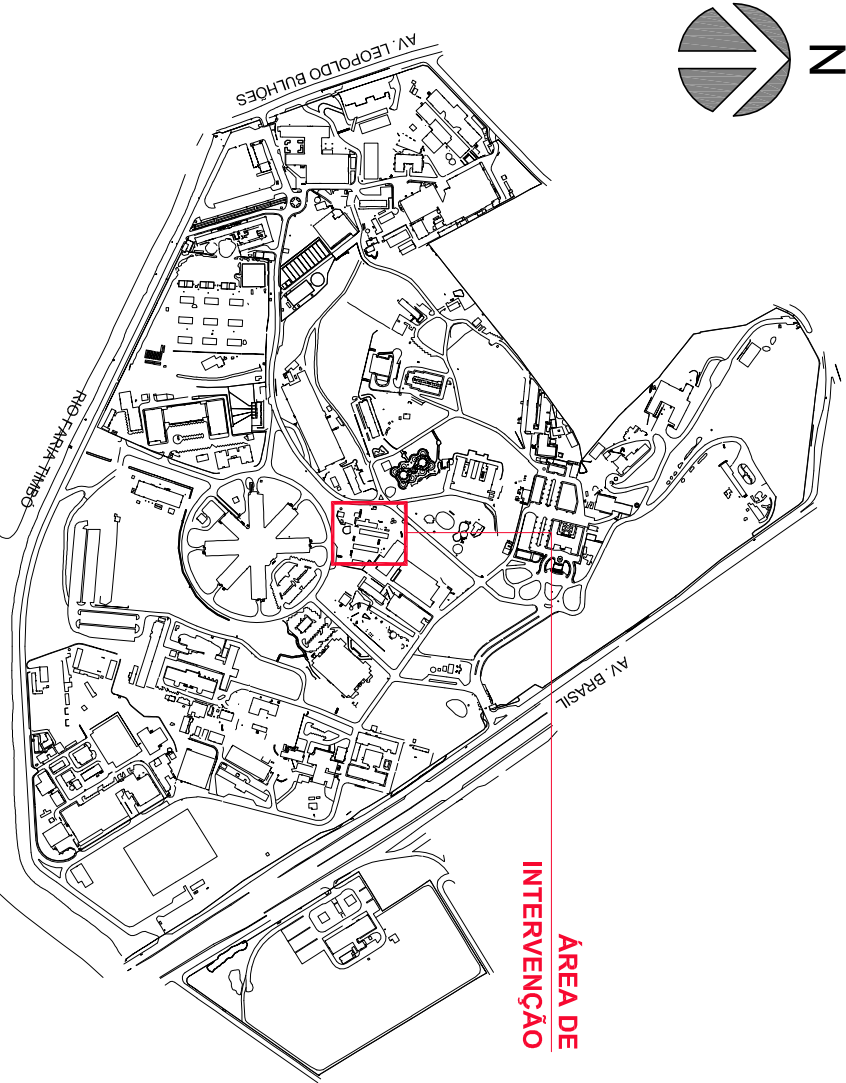 N
AV. LEOPOLDO BULHÕES
RIO FARIA TIMBÓ
AV. BRASIL
ÁREA DE
INTERVENÇÃO